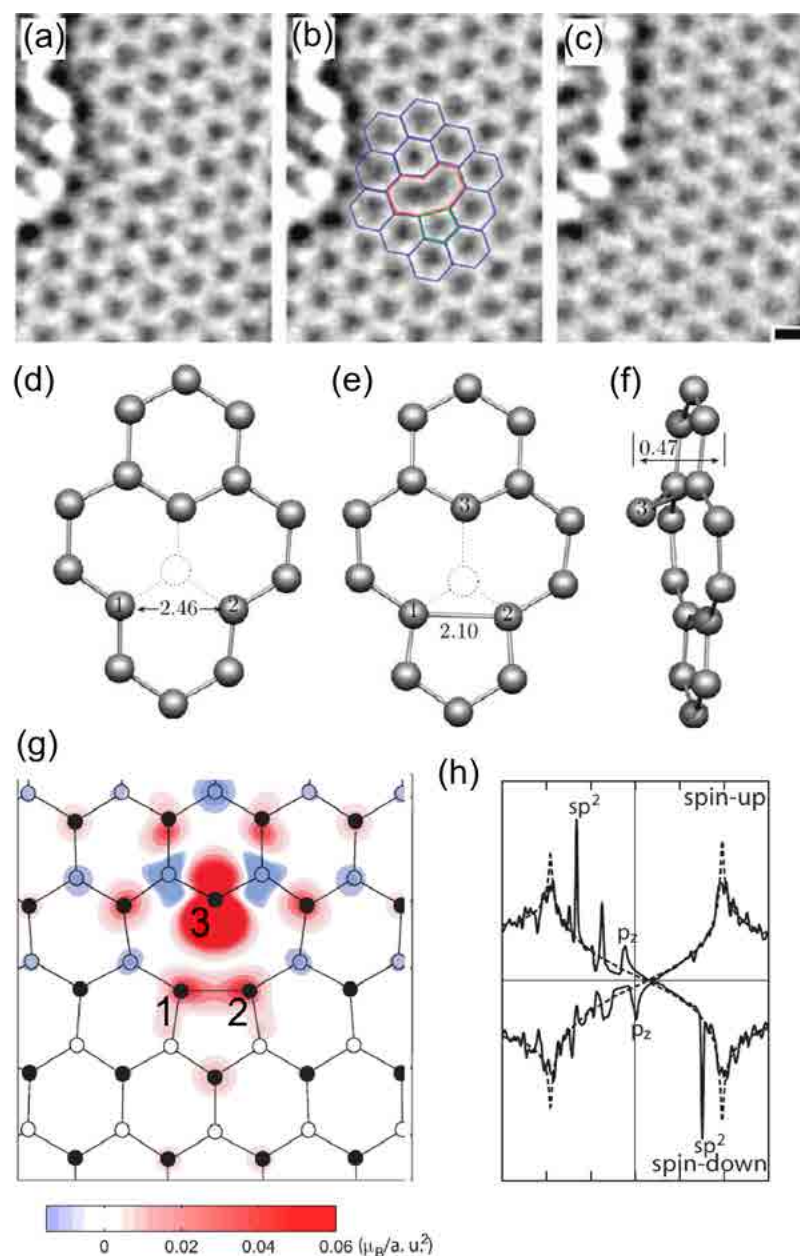 (a)
(b)
(c)
(d)
(e)
(f)
1
2.46
2
3
1
2
2.10
0.47
3
(g)
(h)
3
1
2
sp²
spin-up
p_z
p_z
sp²
spin-down
0
0.02
0.04
0.06 (μ_B/a. u.²)